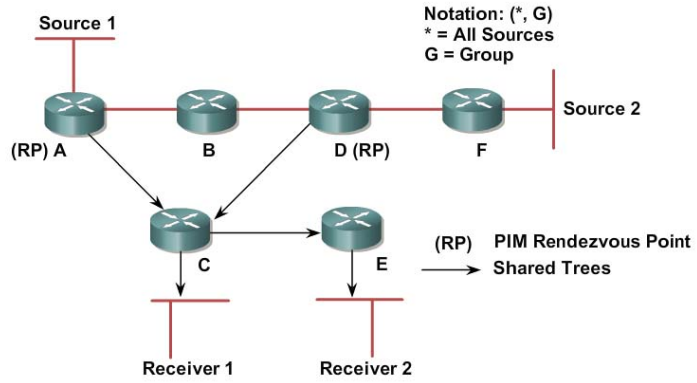 Source 1
Notation: (*, G)
* = All Sources
G = Group
Source 2
(RP) A
B
D (RP)
F
C
E
(RP) PIM Rendezvous Point
Shared Trees
Receiver 1
Receiver 2